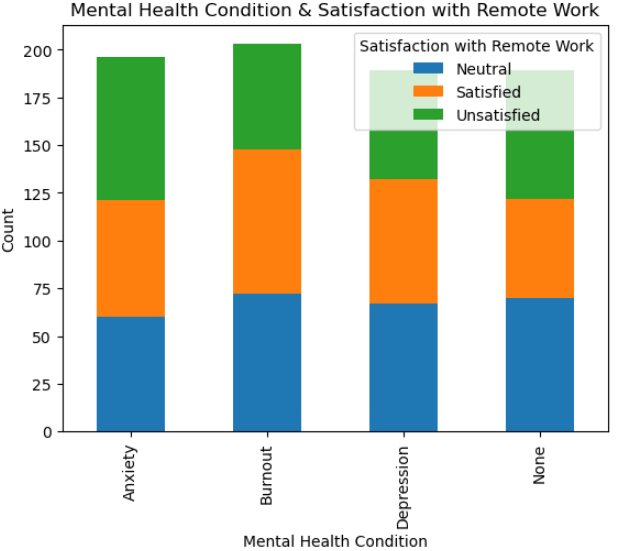 Mental Health Condition & Satisfaction with Remote Work
Satisfaction with Remote Work
Neutral
Satisfied
Unsatisfied
200
175
150
125
100
75
50
25
0
Count
Anxiety
Burnout
Depression
None
Mental Health Condition